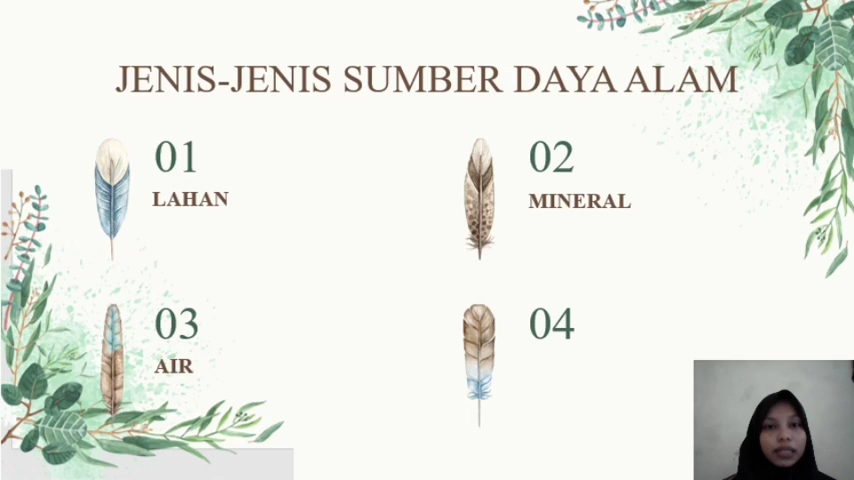 JENIS-JENIS SUMBER DAYA ALAM
01
LAHAN
02
MINERAL
03
AIR
04